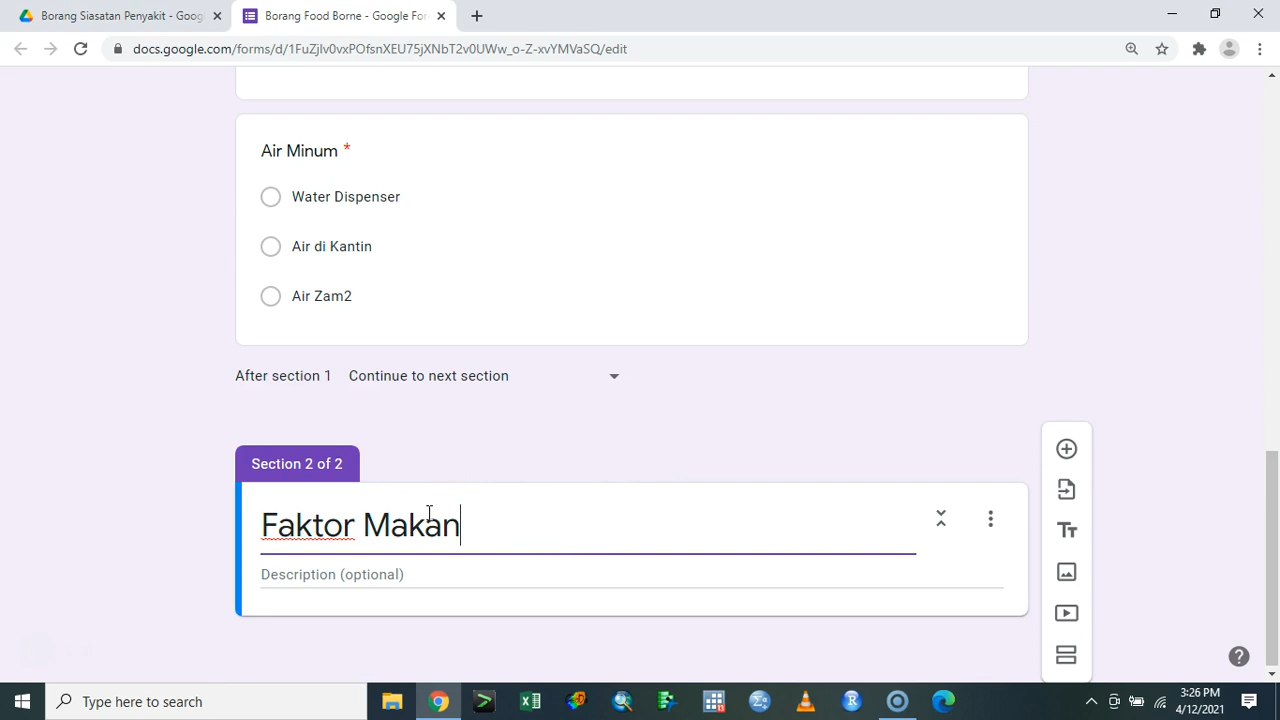 Borang Siasatan Penyakit - Goog
Borang Food Borne - Google For
docs.google.com/forms/d/1FuZjIv0vxPOfsnXEU75jXNbT2v0UWw_o-Z-xvYMVaSQ/edit
Air Minum *
Water Dispenser
Air di Kantin
Air Zam2
After section 1 Continue to next section
Section 2 of 2
Faktor Makan
Description (optional)
Type here to search
3:26 PM
4/12/2021